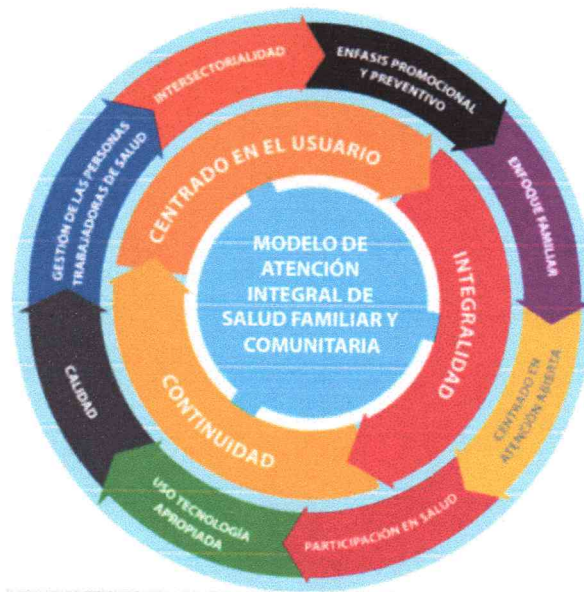 INTERSECTORIALIDAD
ENFASIS PROMOCIONAL
Y PREVENTIVO
ENFOQUE FAMILIAR
CENTRADO EN
ATENCIÓN ABIERTA
PARTICIPACIÓN EN SALUD
USO TECNOLOGÍA
APROPIADA
CALIDAD
GESTIÓN DE LAS PERSONAS
TRABAJADORAS DE SALUD
CENTRADO EN EL USUARIO
INTEGRALIDAD
CONTINUIDAD
MODELO DE
ATENCIÓN
INTEGRAL DE
SALUD FAMILIAR Y
COMUNITARIA